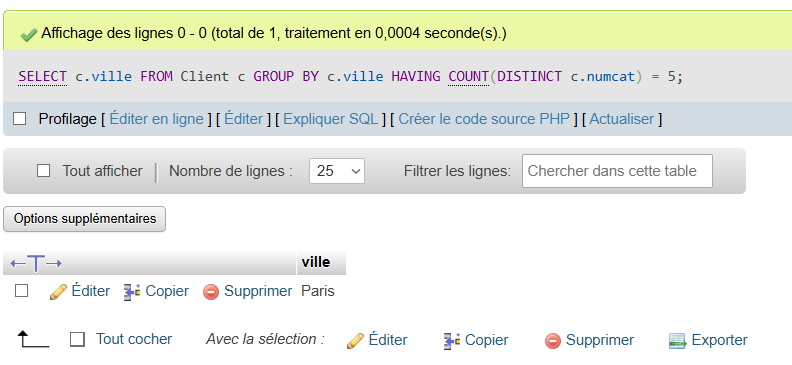 Affichage des lignes 0 - 0 (total de 1, traitement en 0,0004 seconde(s).)
SELECT c.ville FROM Client c GROUP BY c.ville HAVING COUNT(DISTINCT c.numcat) = 5;
Profilage [ Éditer en ligne ] [ Éditer ] [ Expliquer SQL ] [ Créer le code source PHP ] [ Actualiser ]
Tout afficher | Nombre de lignes : 25 Filtrer les lignes: Chercher dans cette table
Options supplémentaires
←T→ ville
Éditer Copier Supprimer Paris
Tout cocher Avec la sélection : Éditer Copier Supprimer Exporter